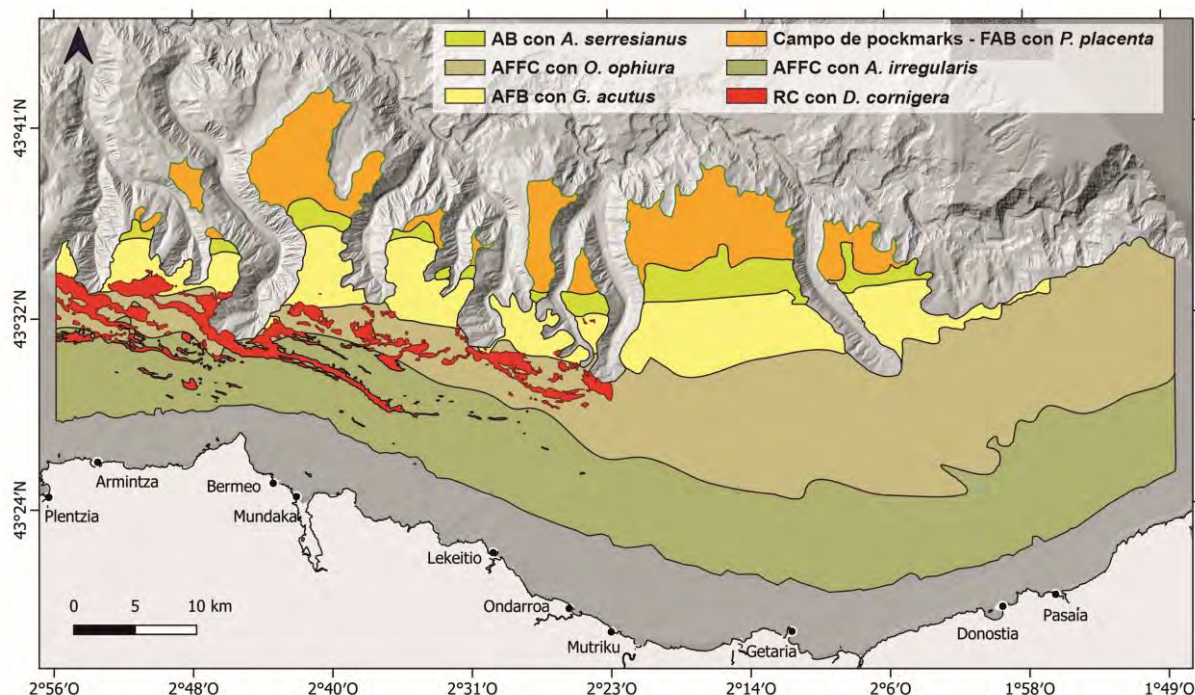 AB con A. serresianus
Campo de pockmarks - FAB con P. placenta
AFFC con O. ophiura
AFFC con A. irregularis
AFB con G. acutus
RC con D. cornigera
43°41'N
43°32'N
43°24'N
Armintza
Plentzia
Bermeo
Mundaka
Lekeitio
Ondarroa
Mutriku
Getaria
Donostia
Pasaia
0 5 10 km
2°56'O 2°48'O 2°40'O 2°31'O 2°23'O 2°14'O 2°6'O 1°58'O 1°49'O